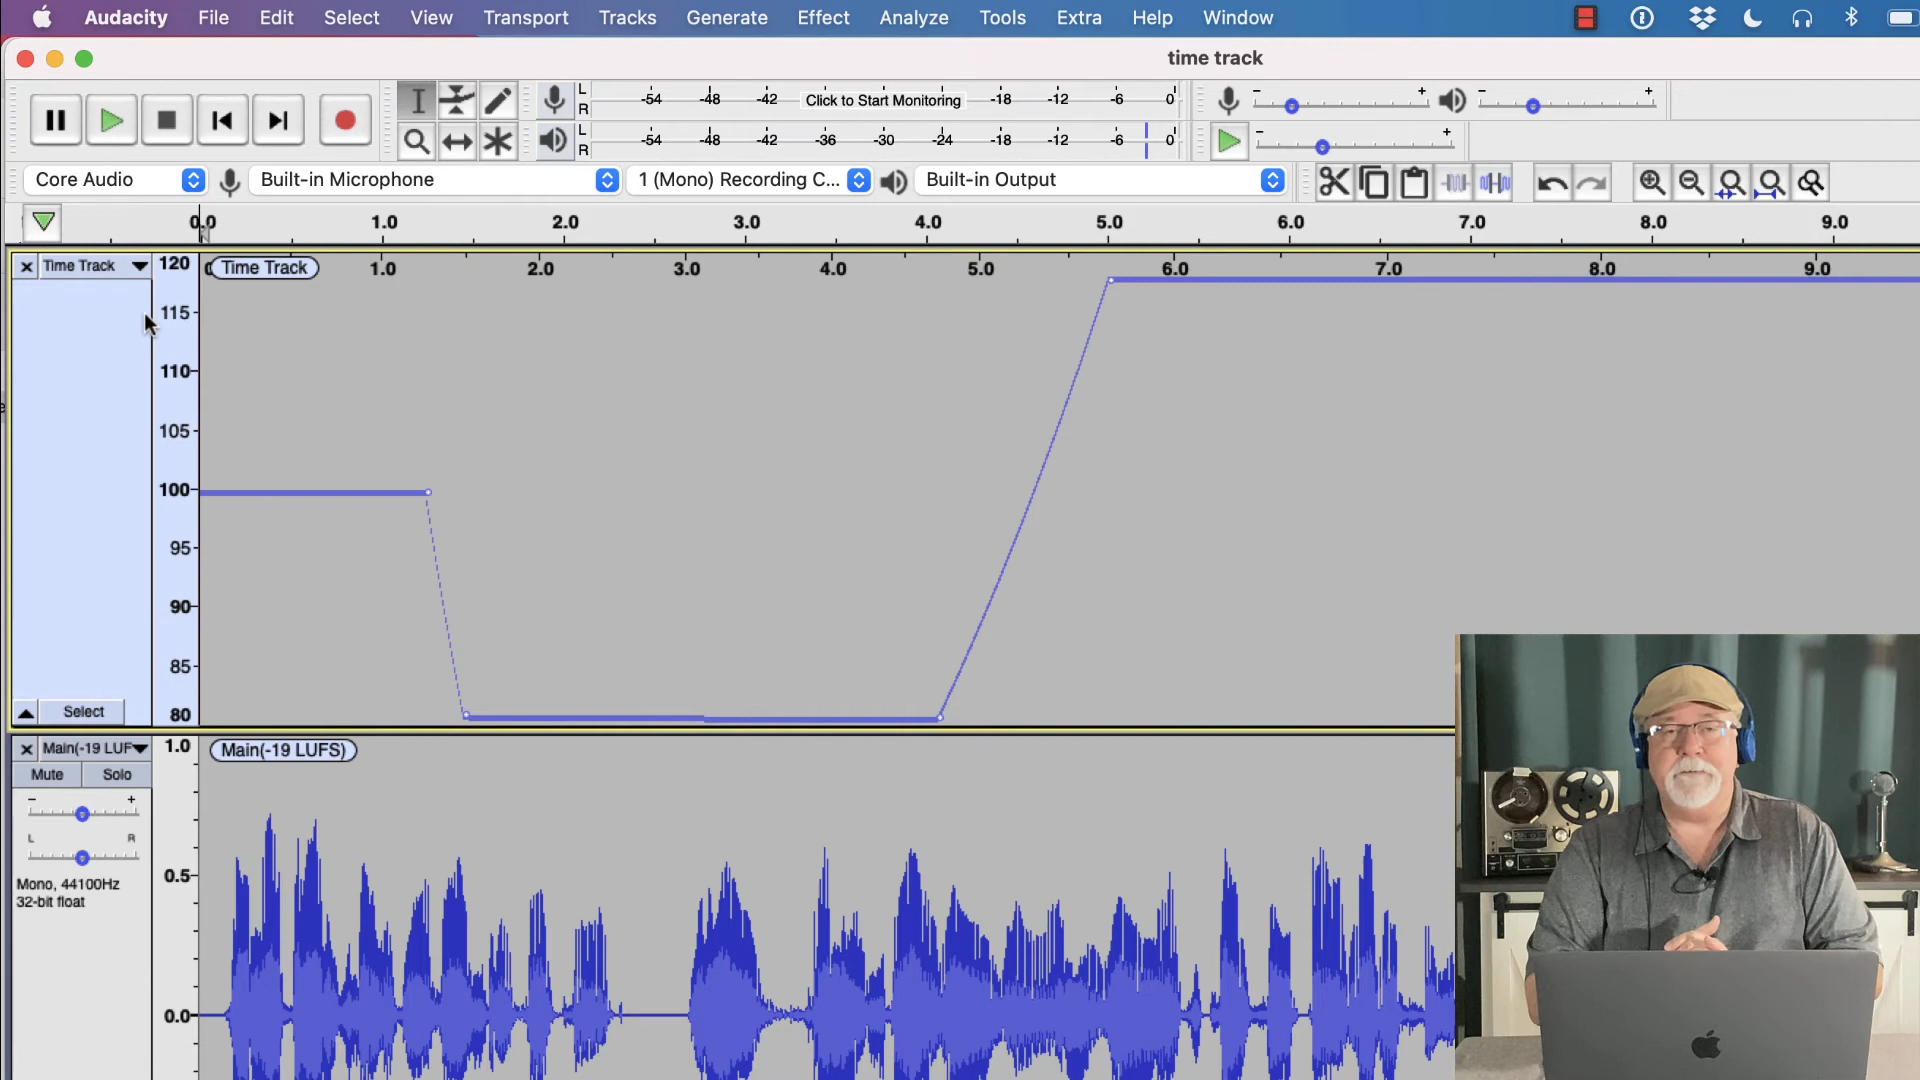 Audacity File Edit Select View Transport Tracks Generate Effect Analyze Tools Extra Help Window
time track
L
R
-54 -48 -42 Click to Start Monitoring -18 -12 -6 0
- +
- +
L
R
-54 -48 -42 -36 -30 -24 -18 -12 -6 0
- +
Core Audio Built-in Microphone 1 (Mono) Recording C... Built-in Output
0.0 1.0 2.0 3.0 4.0 5.0 6.0 7.0 8.0 9.0
Time Track
120
Time Track
1.0 2.0 3.0 4.0 5.0 6.0 7.0 8.0 9.0
115
110
105
100
95
90
85
80
Select
Main(-19 LUF
1.0
Main(-19 LUFS)
Mute Solo
- +
L R
0.5
Mono, 44100Hz
32-bit float
0.0